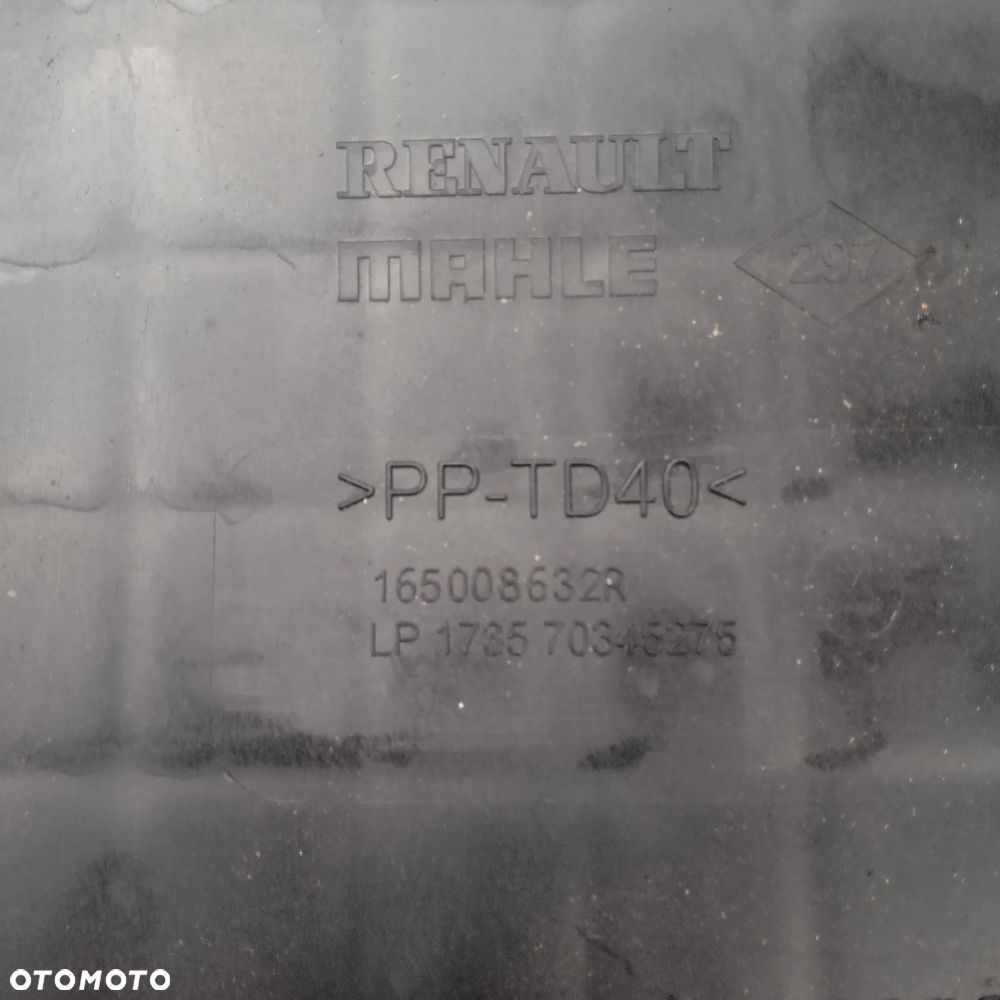 RENAULT
MAHLE
297
>PP-TD40<
165008632R
LP 1735 70345275
OTOMOTO